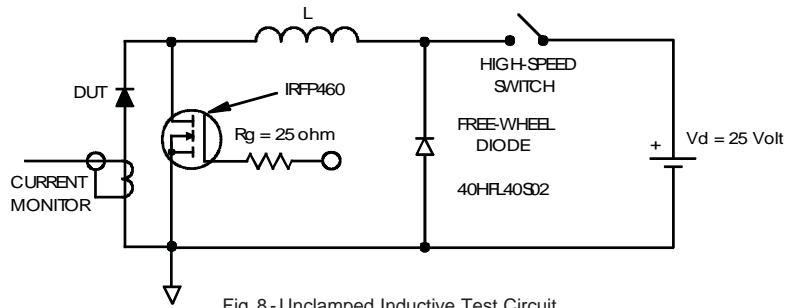 L
HIGH-SPEED
SWITCH
DUT
IRFP460
Rg = 25 ohm
FREE-WHEEL
DIODE
+
Vd = 25 Volt
40HFL40S02
CURRENT
MONITOR
Fig. 8 - Unclamped Inductive Test Circuit